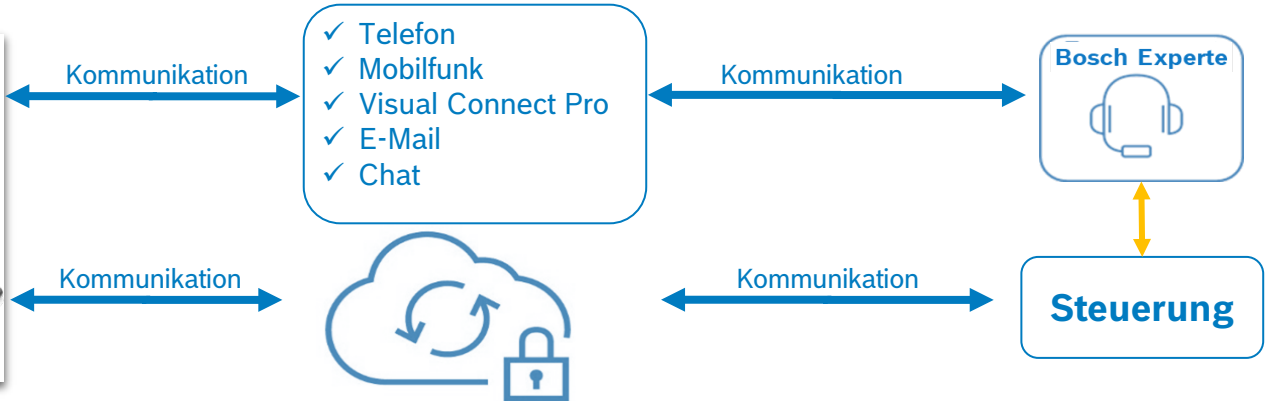 Kommunikation
✓ Telefon
✓ Mobilfunk
✓ Visual Connect Pro
✓ E-Mail
✓ Chat
Kommunikation
Bosch Experte
Kommunikation
Kommunikation
Steuerung